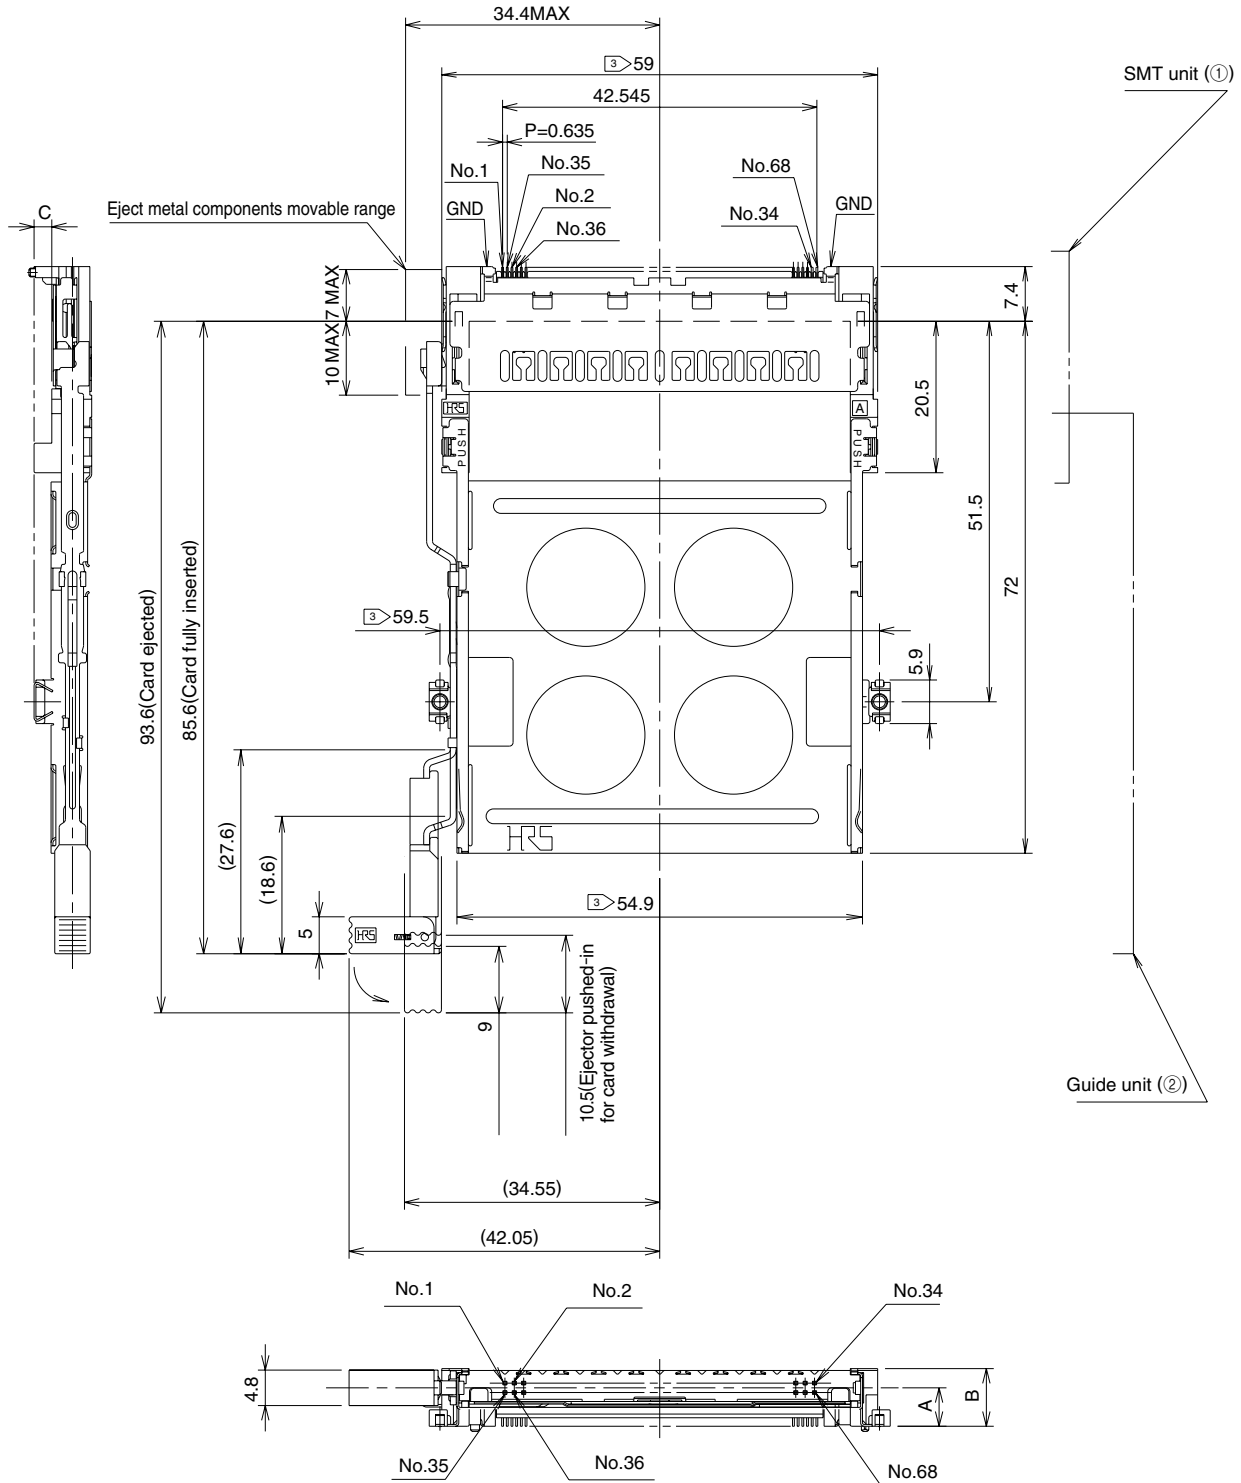 34.4MAX
3 59
SMT unit (①)
42.545
P=0.635
No.1
No.35
No.68
No.2
C
Eject metal components movable range
GND
No.34
GND
No.36
7 MAX
7.4
10 MAX
HRS
A
PUSH
PUSH
20.5
51.5
72
93.6(Card ejected)
85.6(Card fully inserted)
3 59.5
5.9
(27.6)
(18.6)
HRS
3 54.9
5
HRS
9
10.5(Ejector pushed-in
for card withdrawal)
Guide unit (②)
(34.55)
(42.05)
No.1
No.2
No.34
4.8
A
B
No.35
No.36
No.68